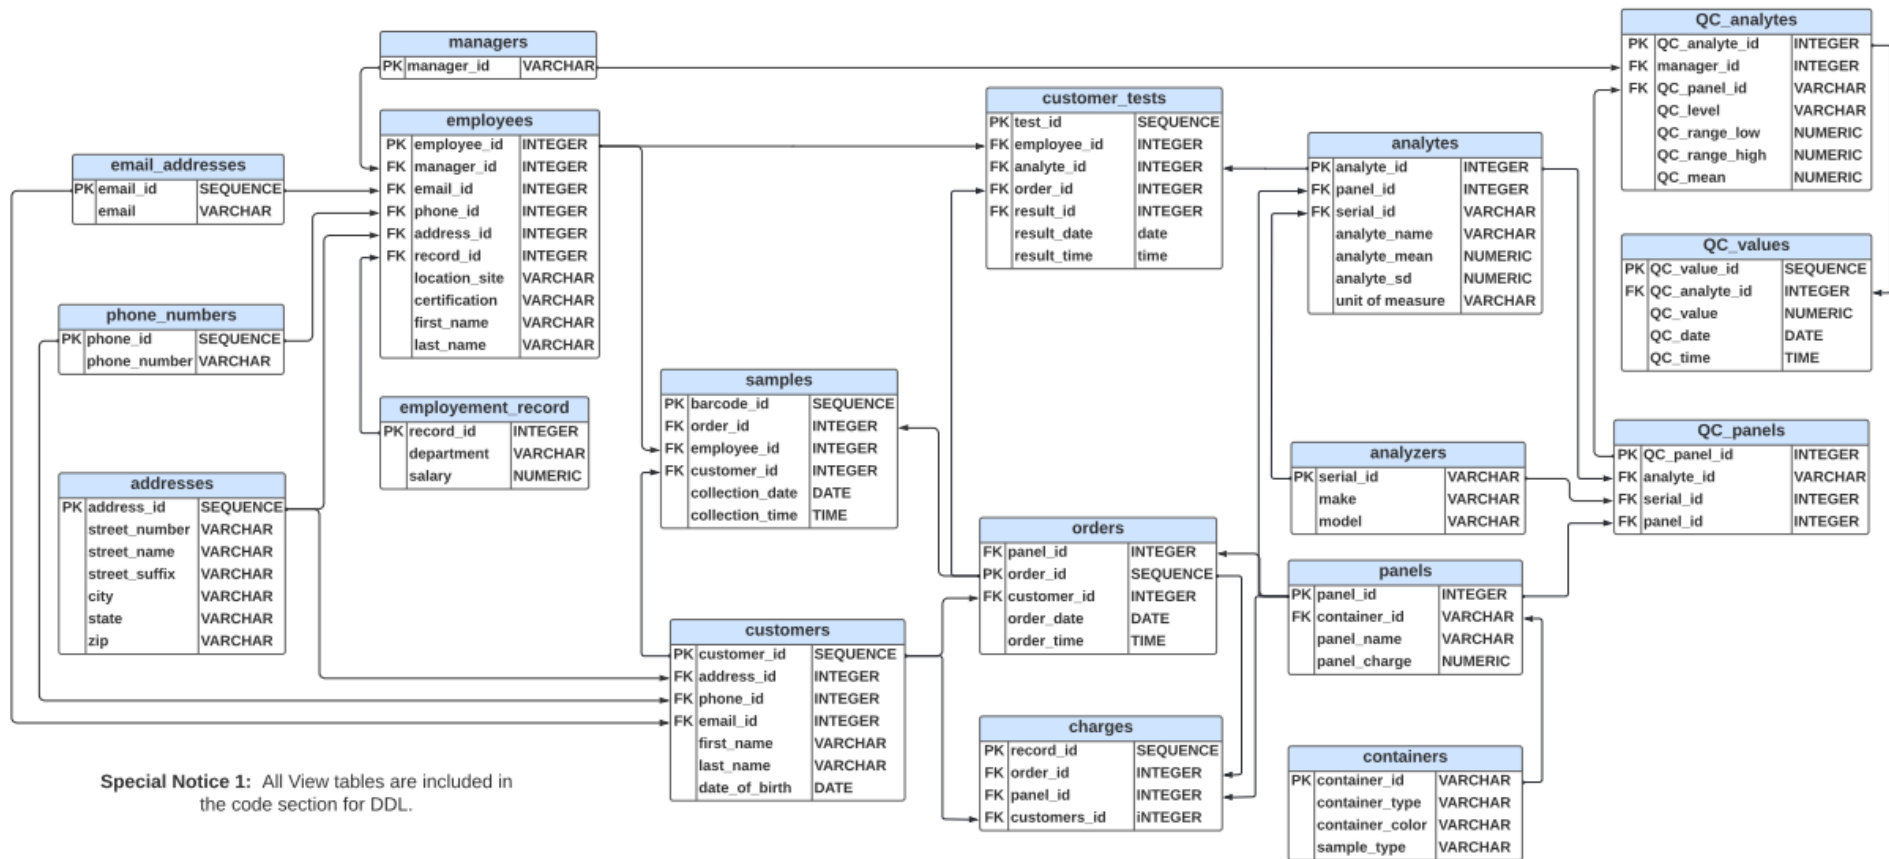 managers
PK manager_id VARCHAR
employees
PK employee_id INTEGER
FK manager_id INTEGER
FK email_id INTEGER
FK phone_id INTEGER
FK address_id INTEGER
FK record_id INTEGER
location_site VARCHAR
certification VARCHAR
first_name VARCHAR
last_name VARCHAR
email_addresses
PK email_id SEQUENCE
email VARCHAR
phone_numbers
PK phone_id SEQUENCE
phone_number VARCHAR
employement_record
PK record_id INTEGER
department VARCHAR
salary NUMERIC
addresses
PK address_id SEQUENCE
street_number VARCHAR
street_name VARCHAR
street_suffix VARCHAR
city VARCHAR
state VARCHAR
zip VARCHAR
samples
PK barcode_id SEQUENCE
FK order_id INTEGER
FK employee_id INTEGER
FK customer_id INTEGER
collection_date DATE
collection_time TIME
customers
PK customer_id SEQUENCE
FK address_id INTEGER
FK phone_id INTEGER
FK email_id INTEGER
first_name VARCHAR
last_name VARCHAR
date_of_birth DATE
customer_tests
PK test_id SEQUENCE
FK employee_id INTEGER
FK analyte_id INTEGER
FK order_id INTEGER
FK result_id INTEGER
result_date date
result_time time
orders
FK panel_id INTEGER
PK order_id SEQUENCE
FK customer_id INTEGER
order_date DATE
order_time TIME
charges
PK record_id SEQUENCE
FK order_id INTEGER
FK panel_id INTEGER
FK customers_id iNTEGER
analytes
PK analyte_id INTEGER
FK panel_id INTEGER
FK serial_id VARCHAR
analyte_name VARCHAR
analyte_mean NUMERIC
analyte_sd NUMERIC
unit of measure VARCHAR
analyzers
PK serial_id VARCHAR
make VARCHAR
model VARCHAR
panels
PK panel_id INTEGER
FK container_id VARCHAR
panel_name VARCHAR
panel_charge NUMERIC
containers
PK container_id VARCHAR
container_type VARCHAR
container_color VARCHAR
sample_type VARCHAR
QC_analytes
PK QC_analyte_id INTEGER
FK manager_id INTEGER
FK QC_panel_id VARCHAR
QC_level VARCHAR
QC_range_low NUMERIC
QC_range_high NUMERIC
QC_mean NUMERIC
QC_values
PK QC_value_id SEQUENCE
FK QC_analyte_id INTEGER
QC_value NUMERIC
QC_date DATE
QC_time TIME
QC_panels
PK QC_panel_id INTEGER
FK analyte_id VARCHAR
FK serial_id INTEGER
FK panel_id INTEGER
Special Notice 1: All View tables are included in
the code section for DDL.